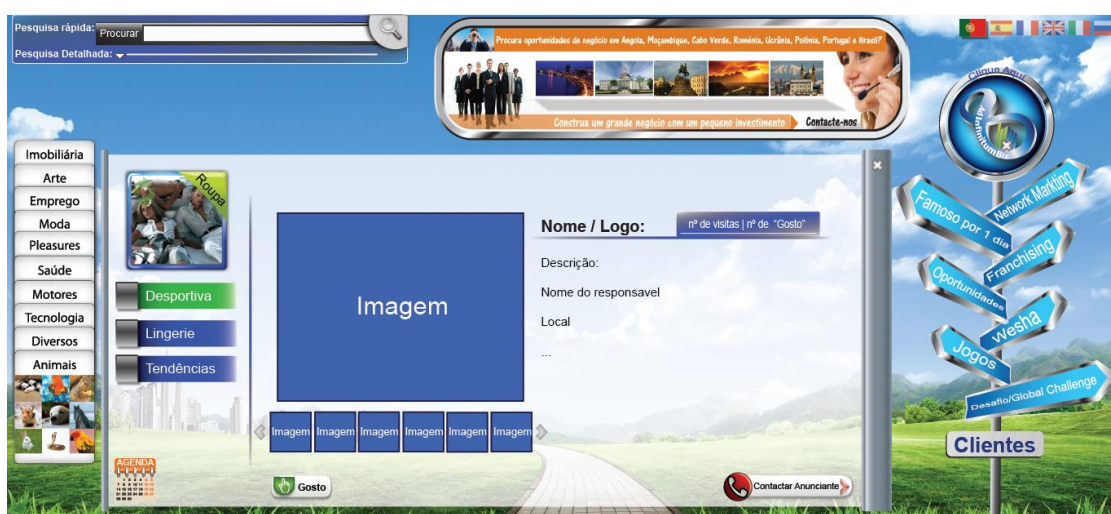 Pesquisa rápida:
Procurar
Pesquisa Detalhada:
Procura oportunidades de negócio em Angola, Moçambique, Cabo Verde, Roménia, Ucrânia, Polónia, Portugal e Brasil?
Construa um grande negócio com um pequeno investimento
Contacte-nos
Clique Aqui
Ad Infinitum Biz
Imobiliária
Arte
Emprego
Moda
Pleasures
Saúde
Motores
Tecnologia
Diversos
Animais
Roupa
Desportiva
Lingerie
Tendências
AGENDA
Imagem
Imagem
Imagem
Imagem
Imagem
Imagem
Imagem
Gosto
Nome / Logo:
nº de visitas | nº de "Gosto"
Descrição:
Nome do responsavel
Local
...
Contactar Anunciante
Network Markting
Famoso por 1 dia
Franchising
Oportunidades
Wesha
Jogos
Desafio/Global Challenge
Clientes